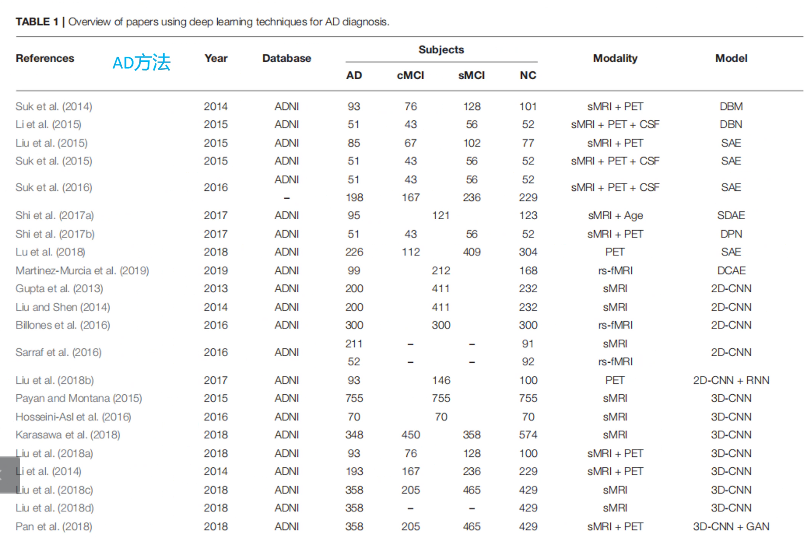 TABLE 1 | Overview of papers using deep learning techniques for AD diagnosis.
References AD方法 Year Database Subjects Modality Model
AD cMCI sMCI NC
Suk et al. (2014) 2014 ADNI 93 76 128 101 sMRI + PET DBM
Li et al. (2015) 2015 ADNI 51 43 56 52 sMRI + PET + CSF DBN
Liu et al. (2015) 2015 ADNI 85 67 102 77 sMRI + PET SAE
Suk et al. (2015) 2015 ADNI 51 43 56 52 sMRI + PET + CSF SAE
Suk et al. (2016) 2016 ADNI 51 43 56 52 sMRI + PET + CSF SAE
– 198 167 236 229
Shi et al. (2017a) 2017 ADNI 95 121 123 sMRI + Age SDAE
Shi et al. (2017b) 2017 ADNI 51 43 56 52 sMRI + PET DPN
Lu et al. (2018) 2018 ADNI 226 112 409 304 PET SAE
Martinez-Murcia et al. (2019) 2019 ADNI 99 212 168 rs-fMRI DCAE
Gupta et al. (2013) 2013 ADNI 200 411 232 sMRI 2D-CNN
Liu and Shen (2014) 2014 ADNI 200 411 232 sMRI 2D-CNN
Billones et al. (2016) 2016 ADNI 300 300 300 rs-fMRI 2D-CNN
Sarraf et al. (2016) 2016 ADNI 211 – – 91 sMRI 2D-CNN
52 – – 92 rs-fMRI
Liu et al. (2018b) 2017 ADNI 93 146 100 PET 2D-CNN + RNN
Payan and Montana (2015) 2015 ADNI 755 755 755 sMRI 3D-CNN
Hosseini-Asl et al. (2016) 2016 ADNI 70 70 70 sMRI 3D-CNN
Karasawa et al. (2018) 2018 ADNI 348 450 358 574 sMRI 3D-CNN
Liu et al. (2018a) 2018 ADNI 93 76 128 100 sMRI + PET 3D-CNN
Li et al. (2014) 2014 ADNI 193 167 236 229 sMRI + PET 3D-CNN
Liu et al. (2018c) 2018 ADNI 358 205 465 429 sMRI 3D-CNN
Liu et al. (2018d) 2018 ADNI 358 – – 429 sMRI 3D-CNN
Pan et al. (2018) 2018 ADNI 358 205 465 429 sMRI + PET 3D-CNN + GAN